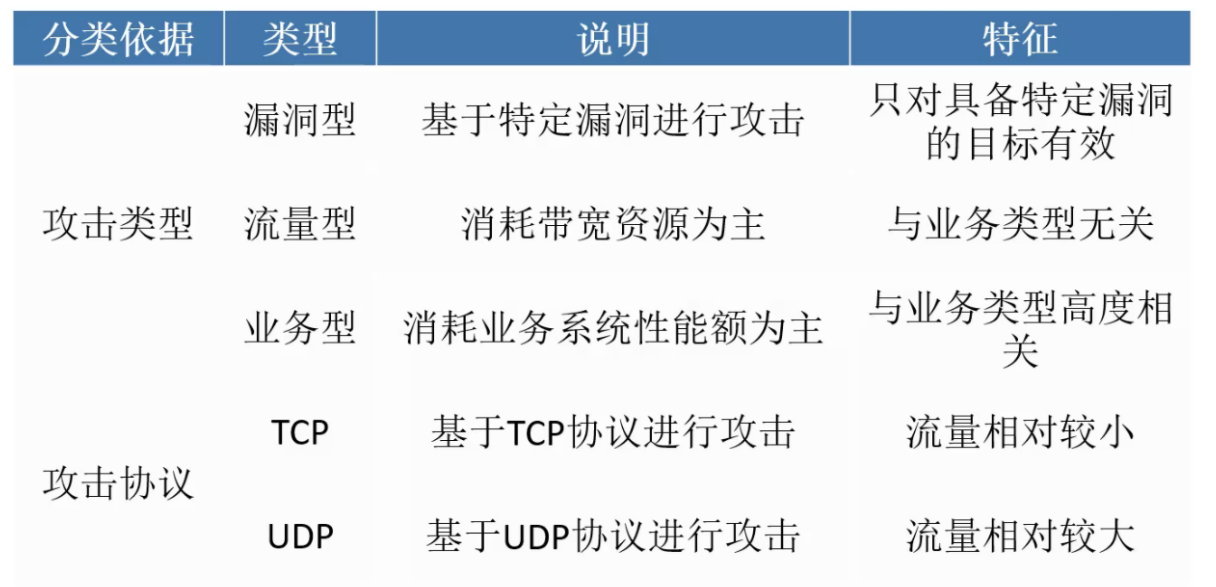 分类依据 类型 说明 特征
漏洞型 基于特定漏洞进行攻击 只对具备特定漏洞
的目标有效
攻击类型 流量型 消耗带宽资源为主 与业务类型无关
业务型 消耗业务系统性能额为主 与业务类型高度相
关
TCP 基于TCP协议进行攻击 流量相对较小
攻击协议
UDP 基于UDP协议进行攻击 流量相对较大